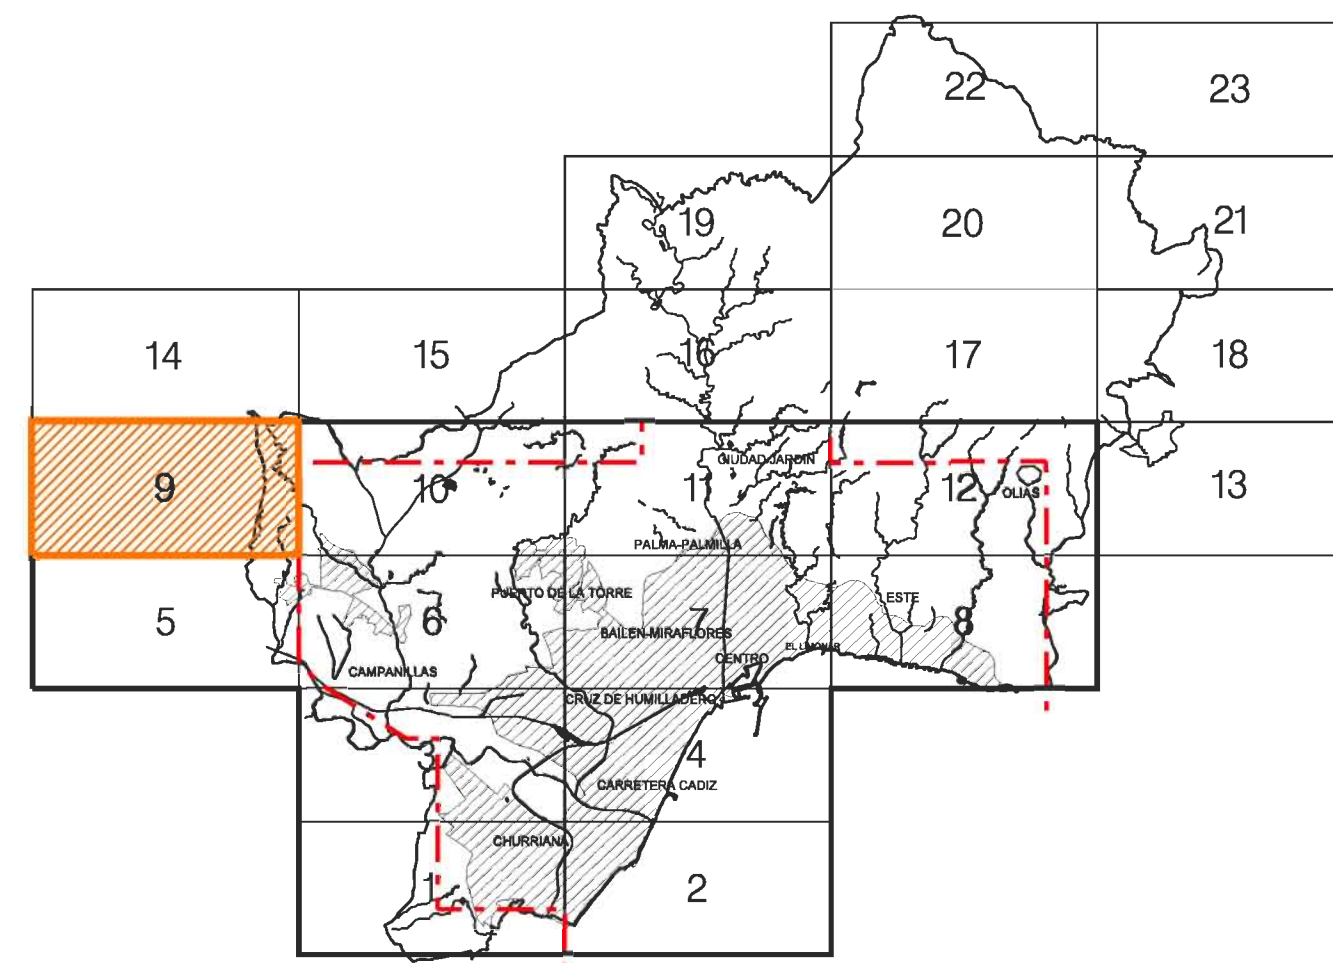 22
23
19
20
21
14
15
16
17
18
CIUDAD JARDIN
9
10
11
12
13
OLIAS
PALMA-PALMILLA
PUERTO DE LA TORRE
ESTE
5
6
7
8
BAILEN-MIRAFLORES
EL LIMONAR
CENTRO
CAMPANILLAS
CRUZ DE HUMILLADERO
3
4
CARRETERA CADIZ
CHURRIANA
1
2